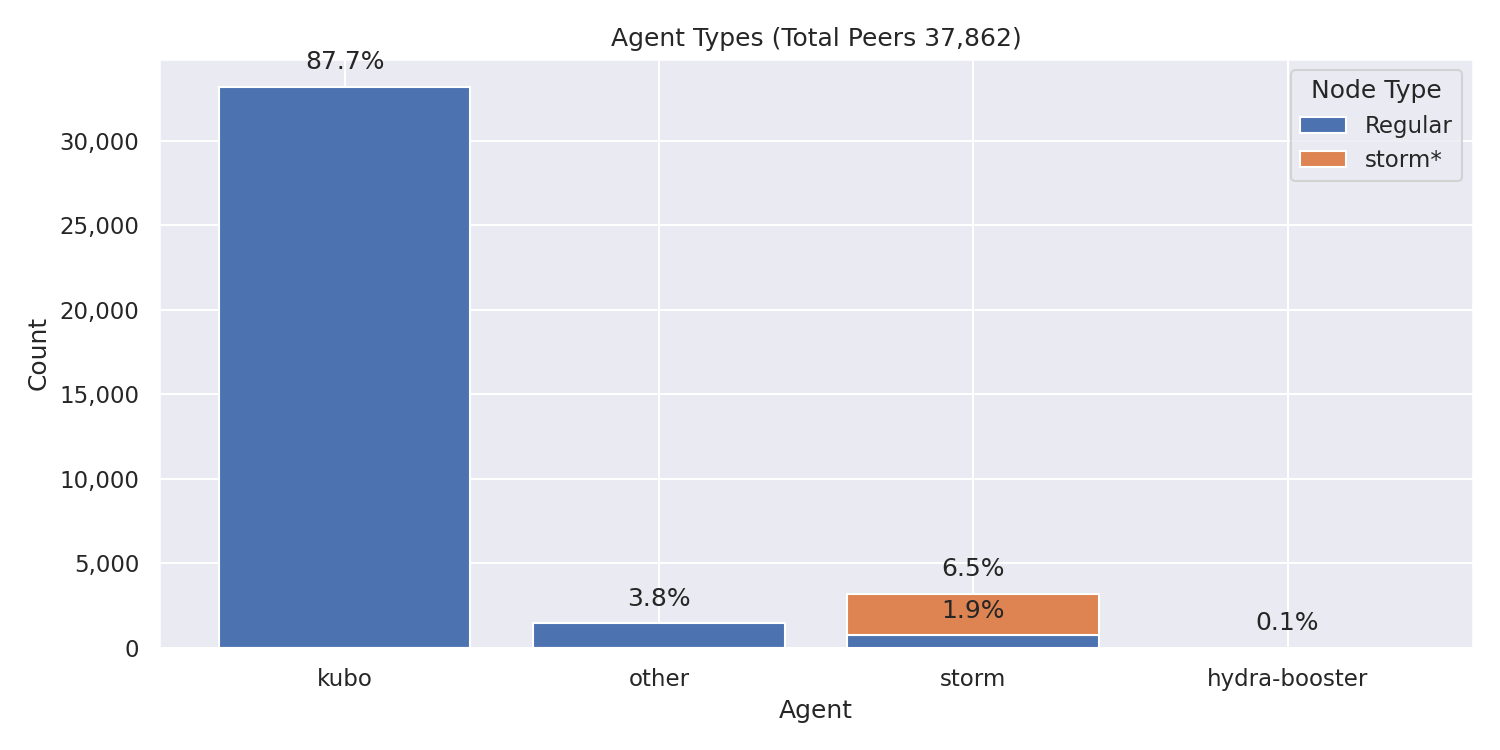 Agent Types (Total Peers 37,862)
87.7%
Node Type
Regular
storm*
30,000
25,000
20,000
15,000
10,000
5,000
0
Count
6.5%
3.8%
1.9%
0.1%
kubo
other
storm
hydra-booster
Agent